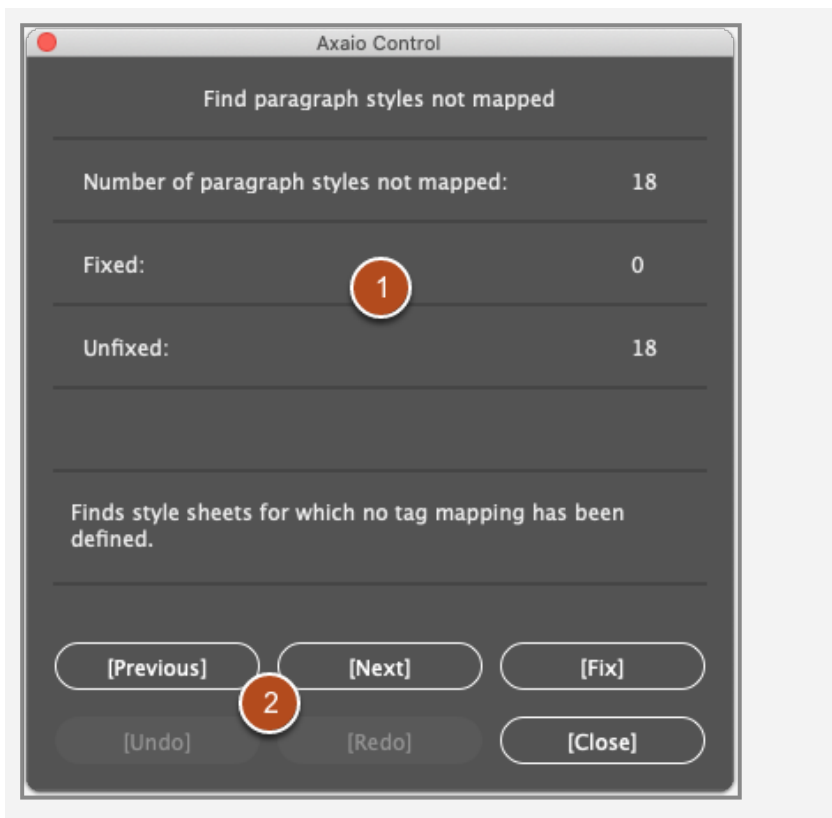 Axaio Control
Find paragraph styles not mapped
Number of paragraph styles not mapped: 18
Fixed: 0
1
Unfixed: 18
Finds style sheets for which no tag mapping has been
defined.
[Previous] [Next] [Fix]
2
[Undo] [Redo] [Close]